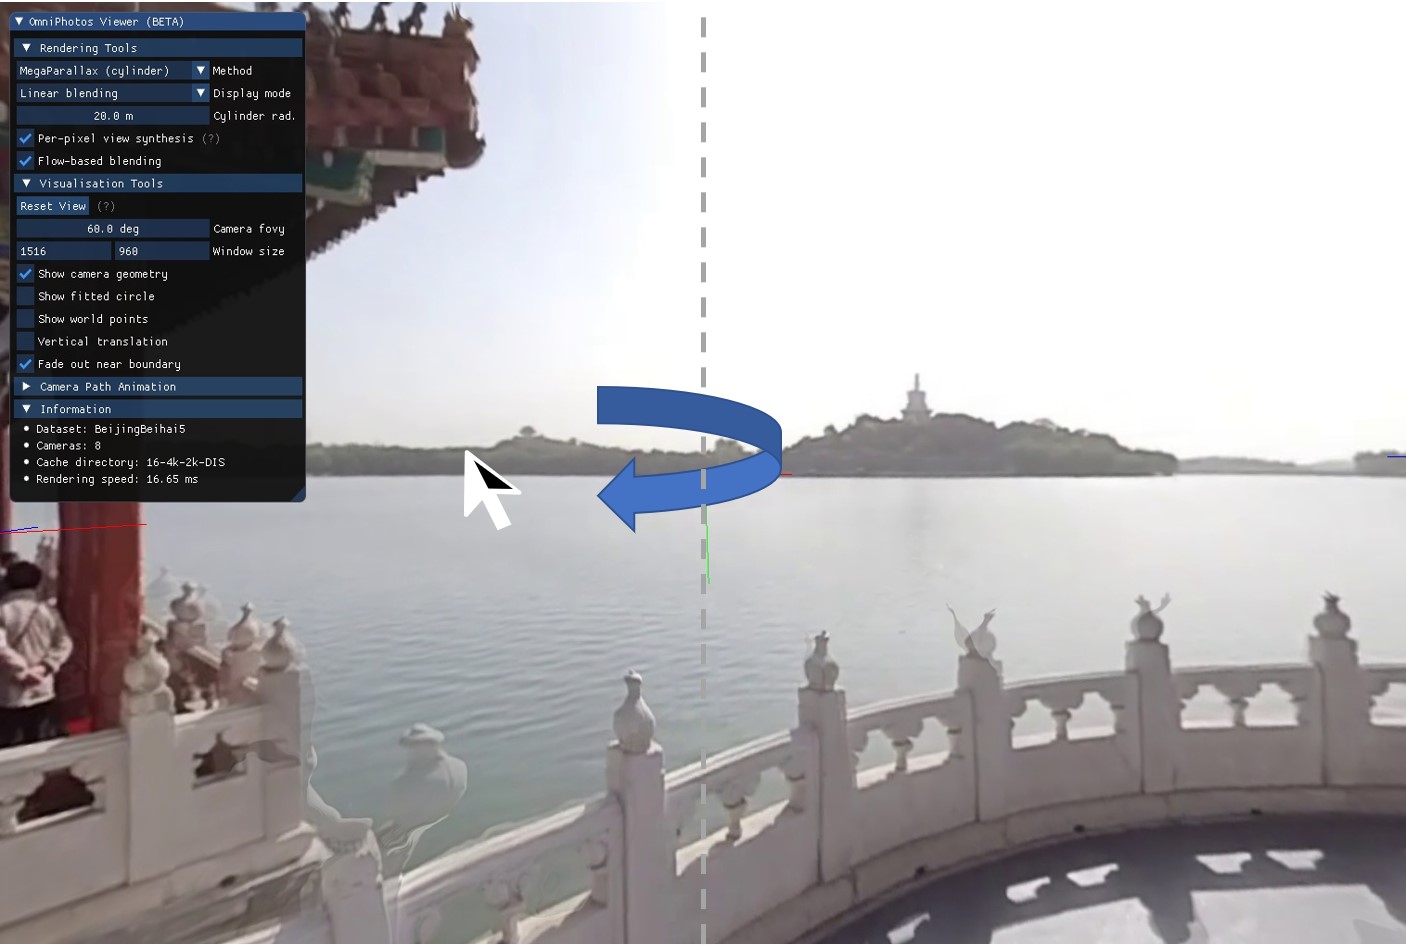 OmniPhotos Viewer (BETA)
Rendering Tools
MegaParallax (cylinder) Method
Linear blending Display mode
20.0 m Cylinder rad.
Per-pixel view synthesis (?)
Flow-based blending
Visualisation Tools
Reset View (?)
60.0 deg Camera fovy
1516 960 Window size
Show camera geometry
Show fitted circle
Show world points
Vertical translation
Fade out near boundary
Camera Path Animation
Information
Dataset: BeijingBeihai5
Cameras: 8
Cache directory: 16-4k-2k-DIS
Rendering speed: 16.65 ms